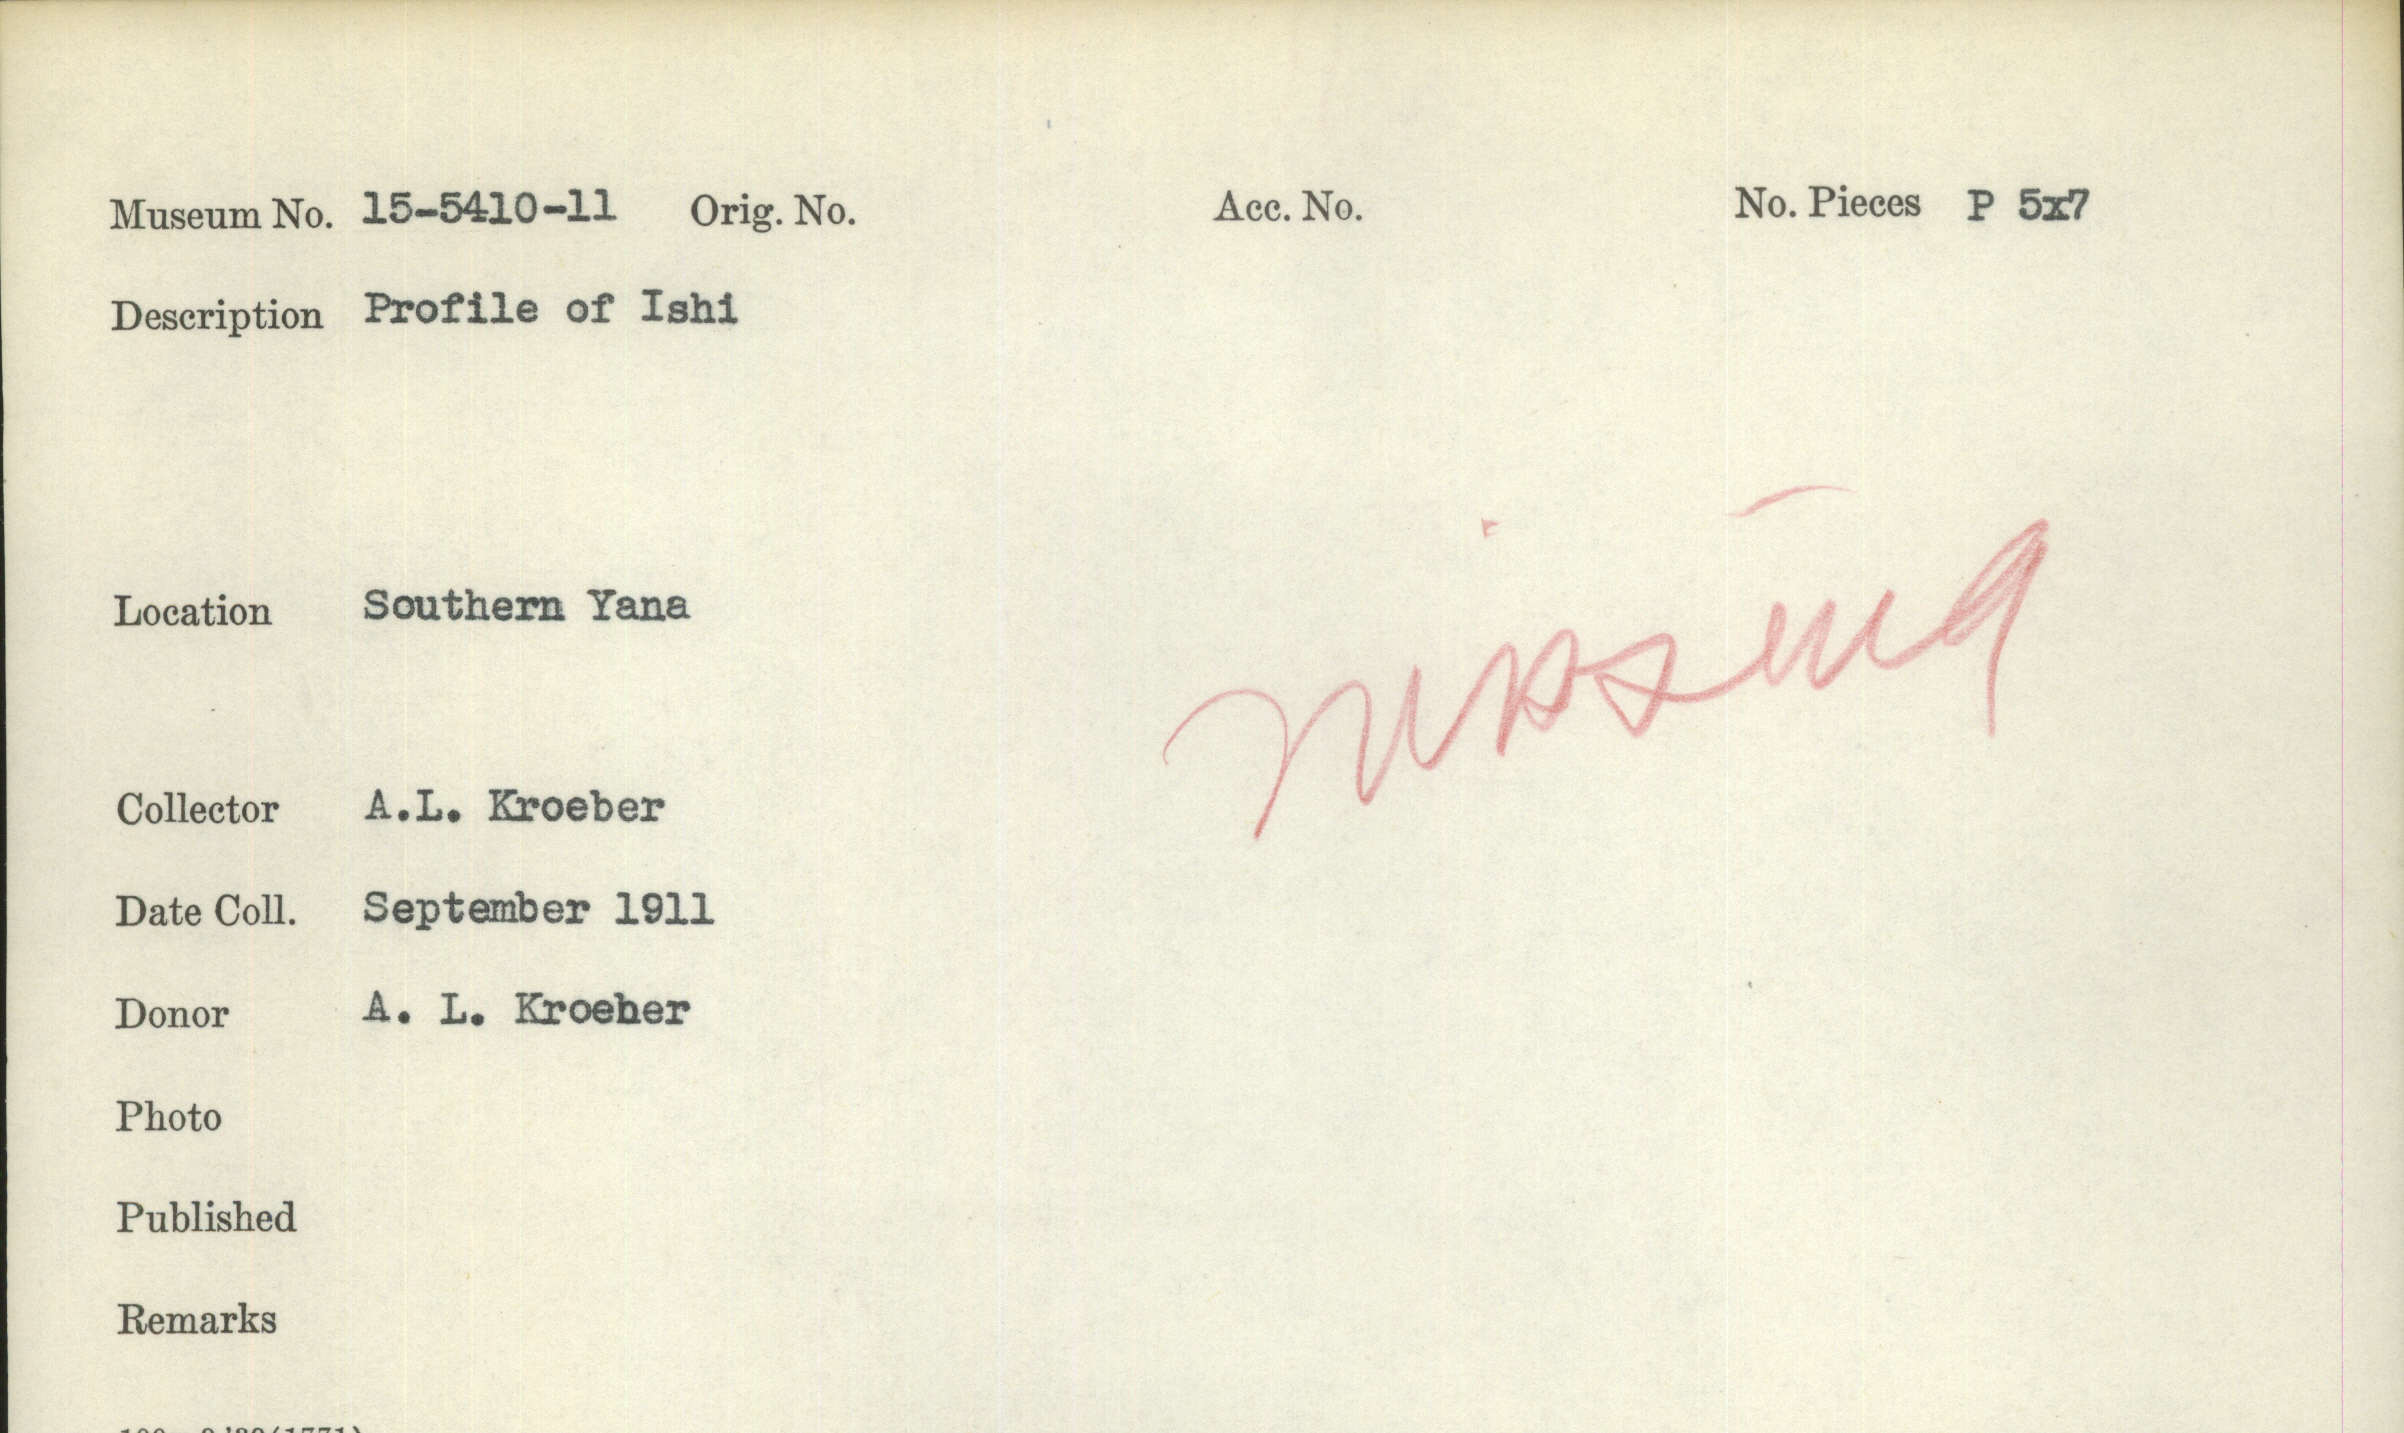 Museum No. 15-5410-11 Orig. No. Acc. No. No. Pieces P 5x7
Description Profile of Ishi
Location Southern Yana
missing
Collector A.L. Kroeber
Date Coll. September 1911
Donor A. L. Kroeber
Photo
Published
Remarks